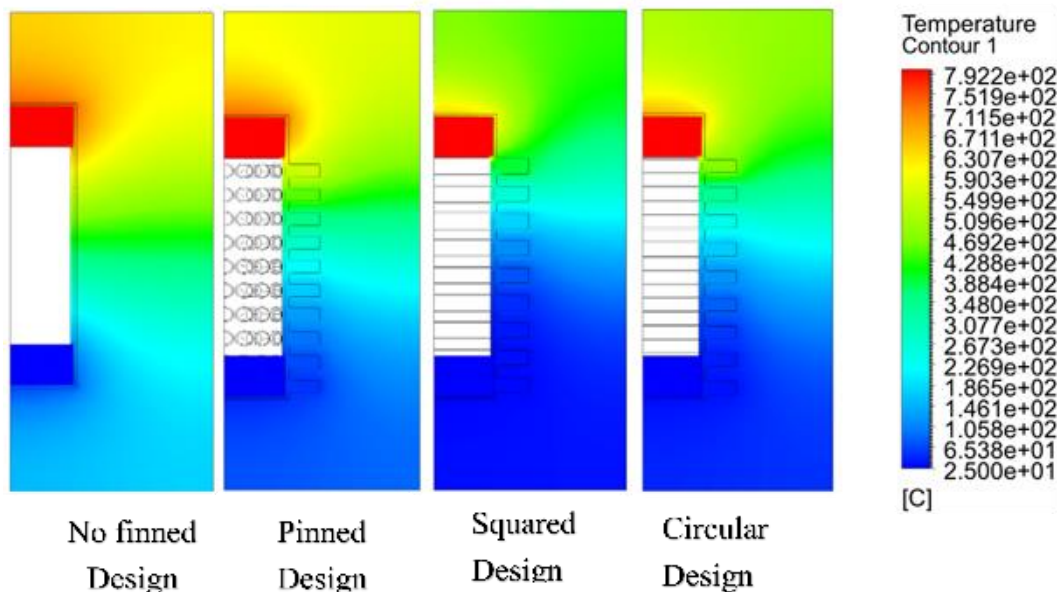 Temperature
Contour 1
7.922e+02
7.519e+02
7.115e+02
6.711e+02
6.307e+02
5.903e+02
5.499e+02
5.096e+02
4.692e+02
4.288e+02
3.884e+02
3.480e+02
3.077e+02
2.673e+02
2.269e+02
1.865e+02
1.461e+02
1.058e+02
6.538e+01
2.500e+01
[C]
No finned
Design
Pinned
Design
Squared
Design
Circular
Design